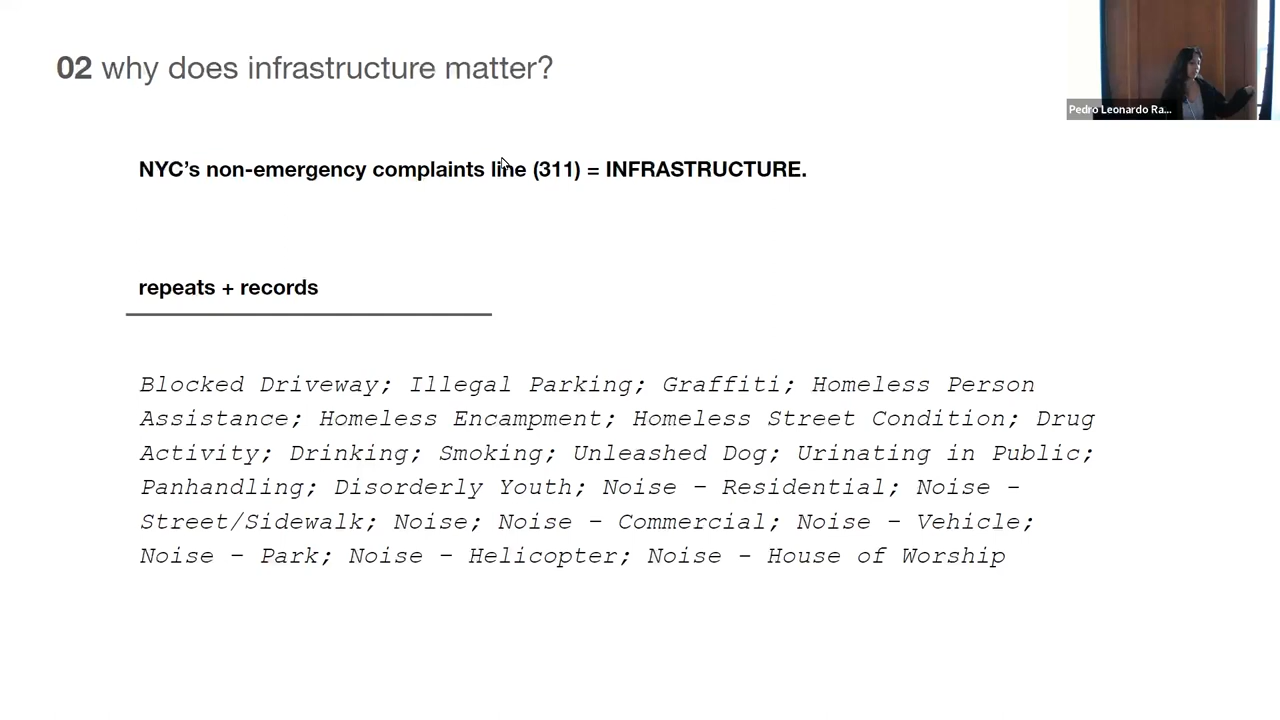 02 why does infrastructure matter?
Pedro Leonardo Ra...
NYC’s non-emergency complaints line (311) = INFRASTRUCTURE.
repeats + records
Blocked Driveway; Illegal Parking; Graffiti; Homeless Person
Assistance; Homeless Encampment; Homeless Street Condition; Drug
Activity; Drinking; Smoking; Unleashed Dog; Urinating in Public;
Panhandling; Disorderly Youth; Noise – Residential; Noise -
Street/Sidewalk; Noise; Noise – Commercial; Noise – Vehicle;
Noise – Park; Noise – Helicopter; Noise - House of Worship